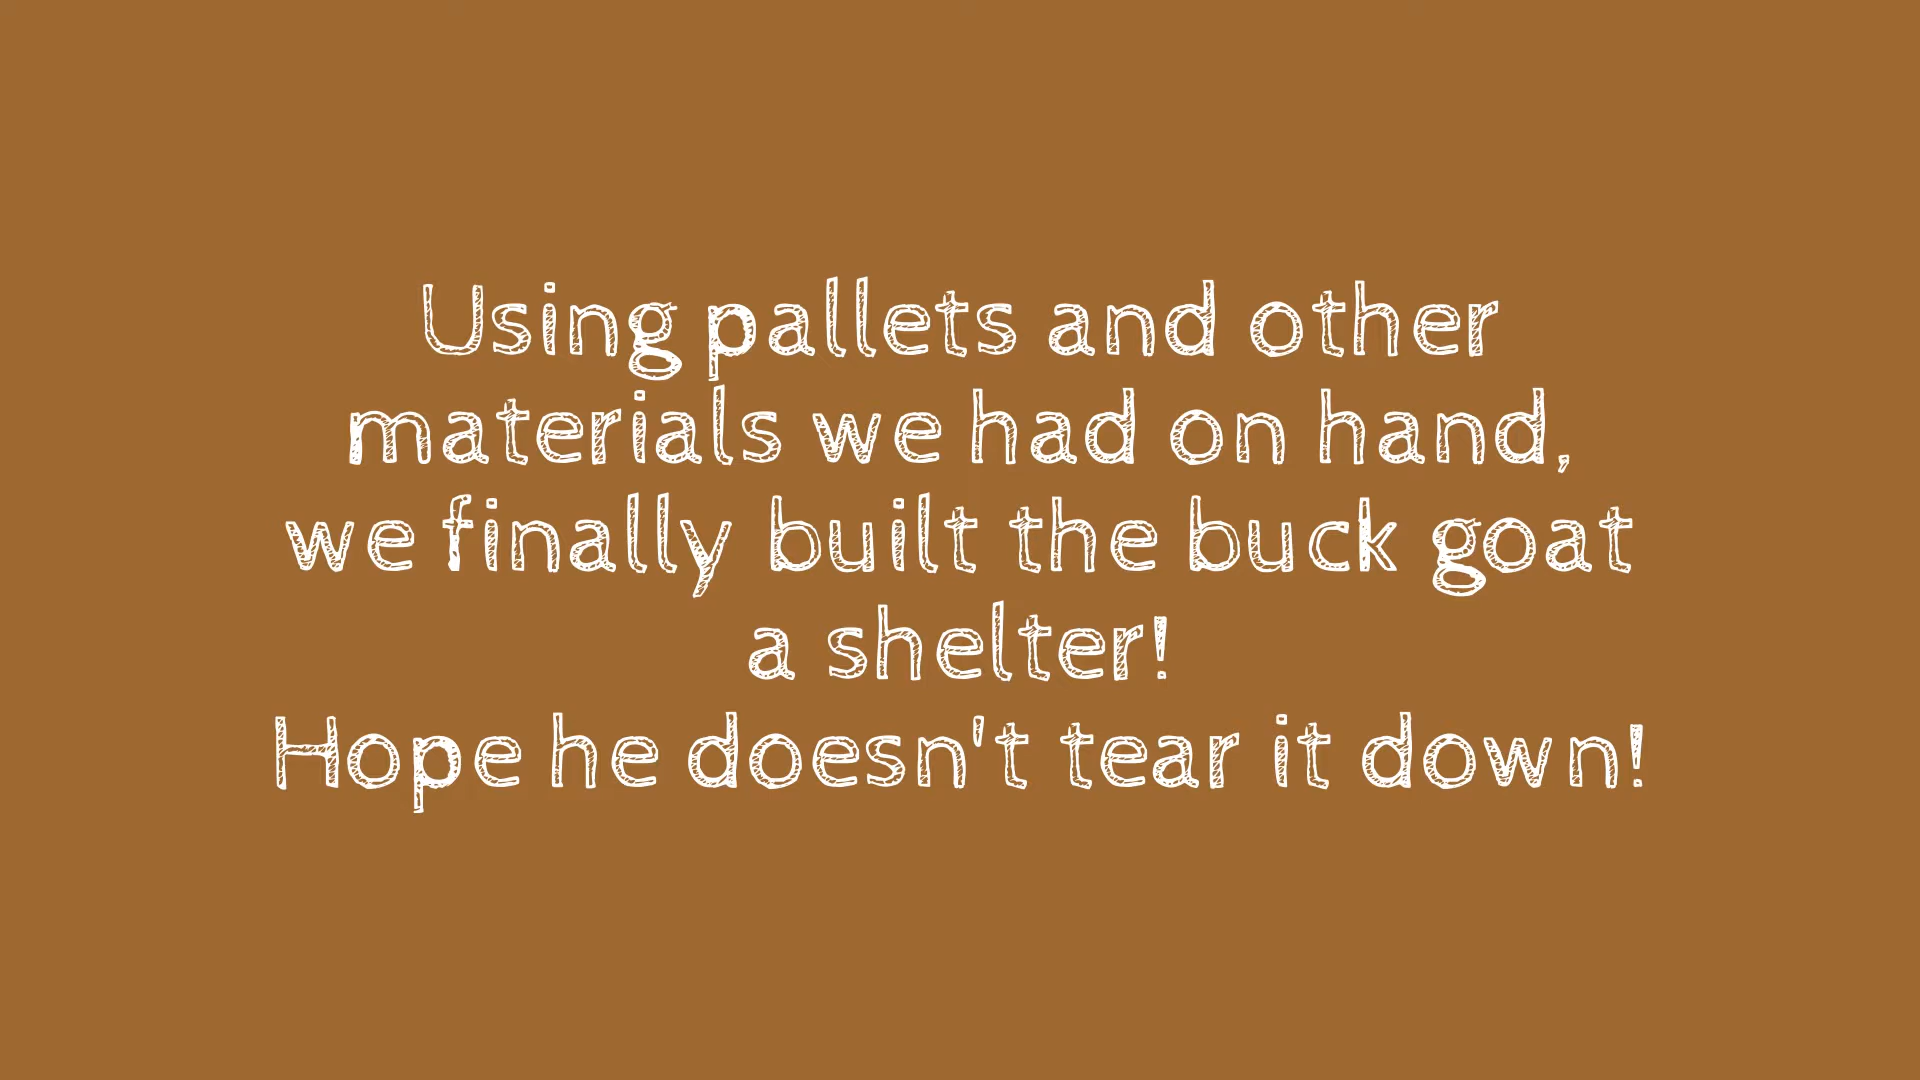 Using pallets and other
materials we had on hand,
we finally built the buck goat
a shelter!
Hope he doesn't tear it down!